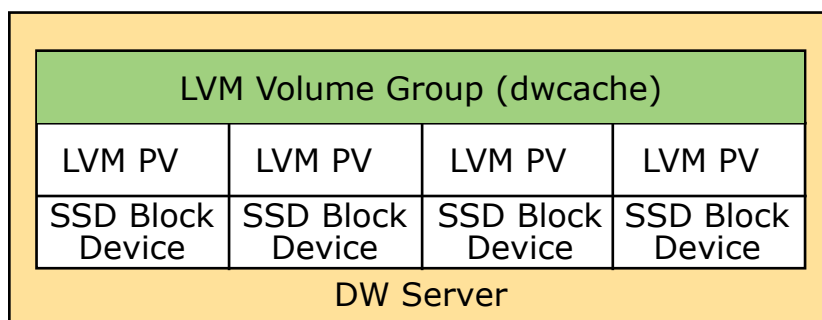 LVM Volume Group (dwcache)
LVM PV LVM PV LVM PV LVM PV
SSD Block SSD Block SSD Block SSD Block
Device Device Device Device
DW Server